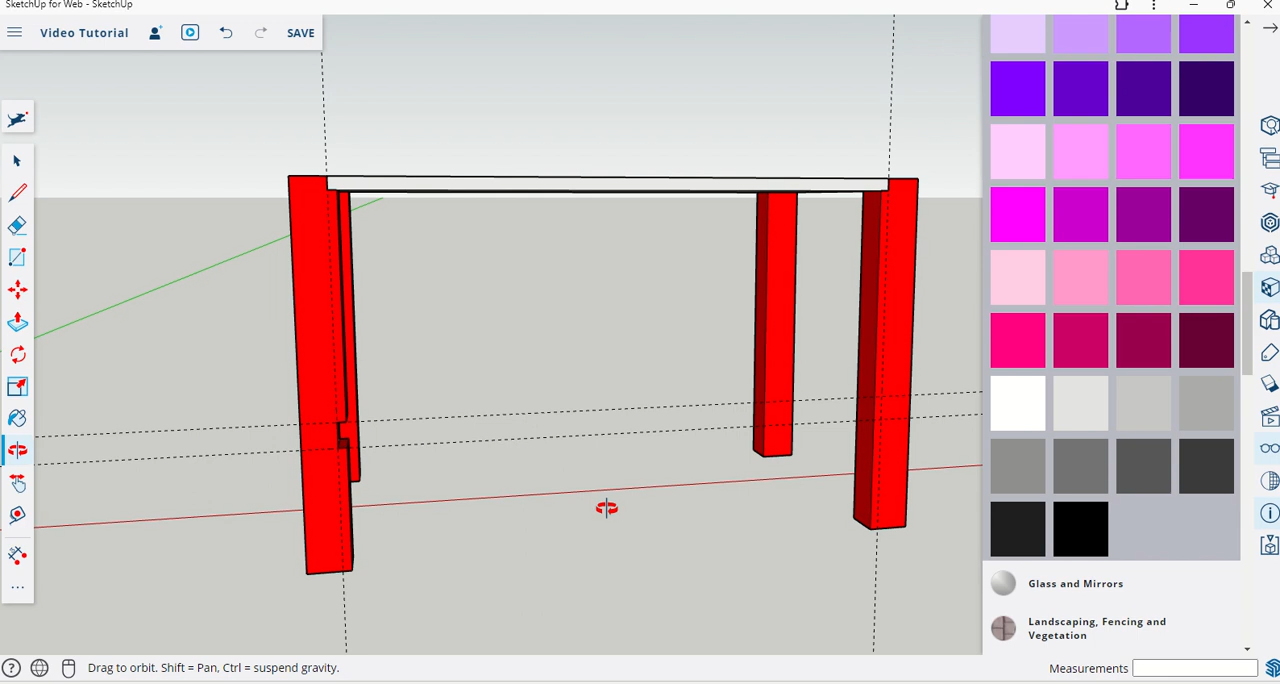 SketchUp for Web - SketchUp
Video Tutorial
SAVE
Glass and Mirrors
Landscaping, Fencing and
Vegetation
Drag to orbit. Shift = Pan, Ctrl = suspend gravity.
Measurements